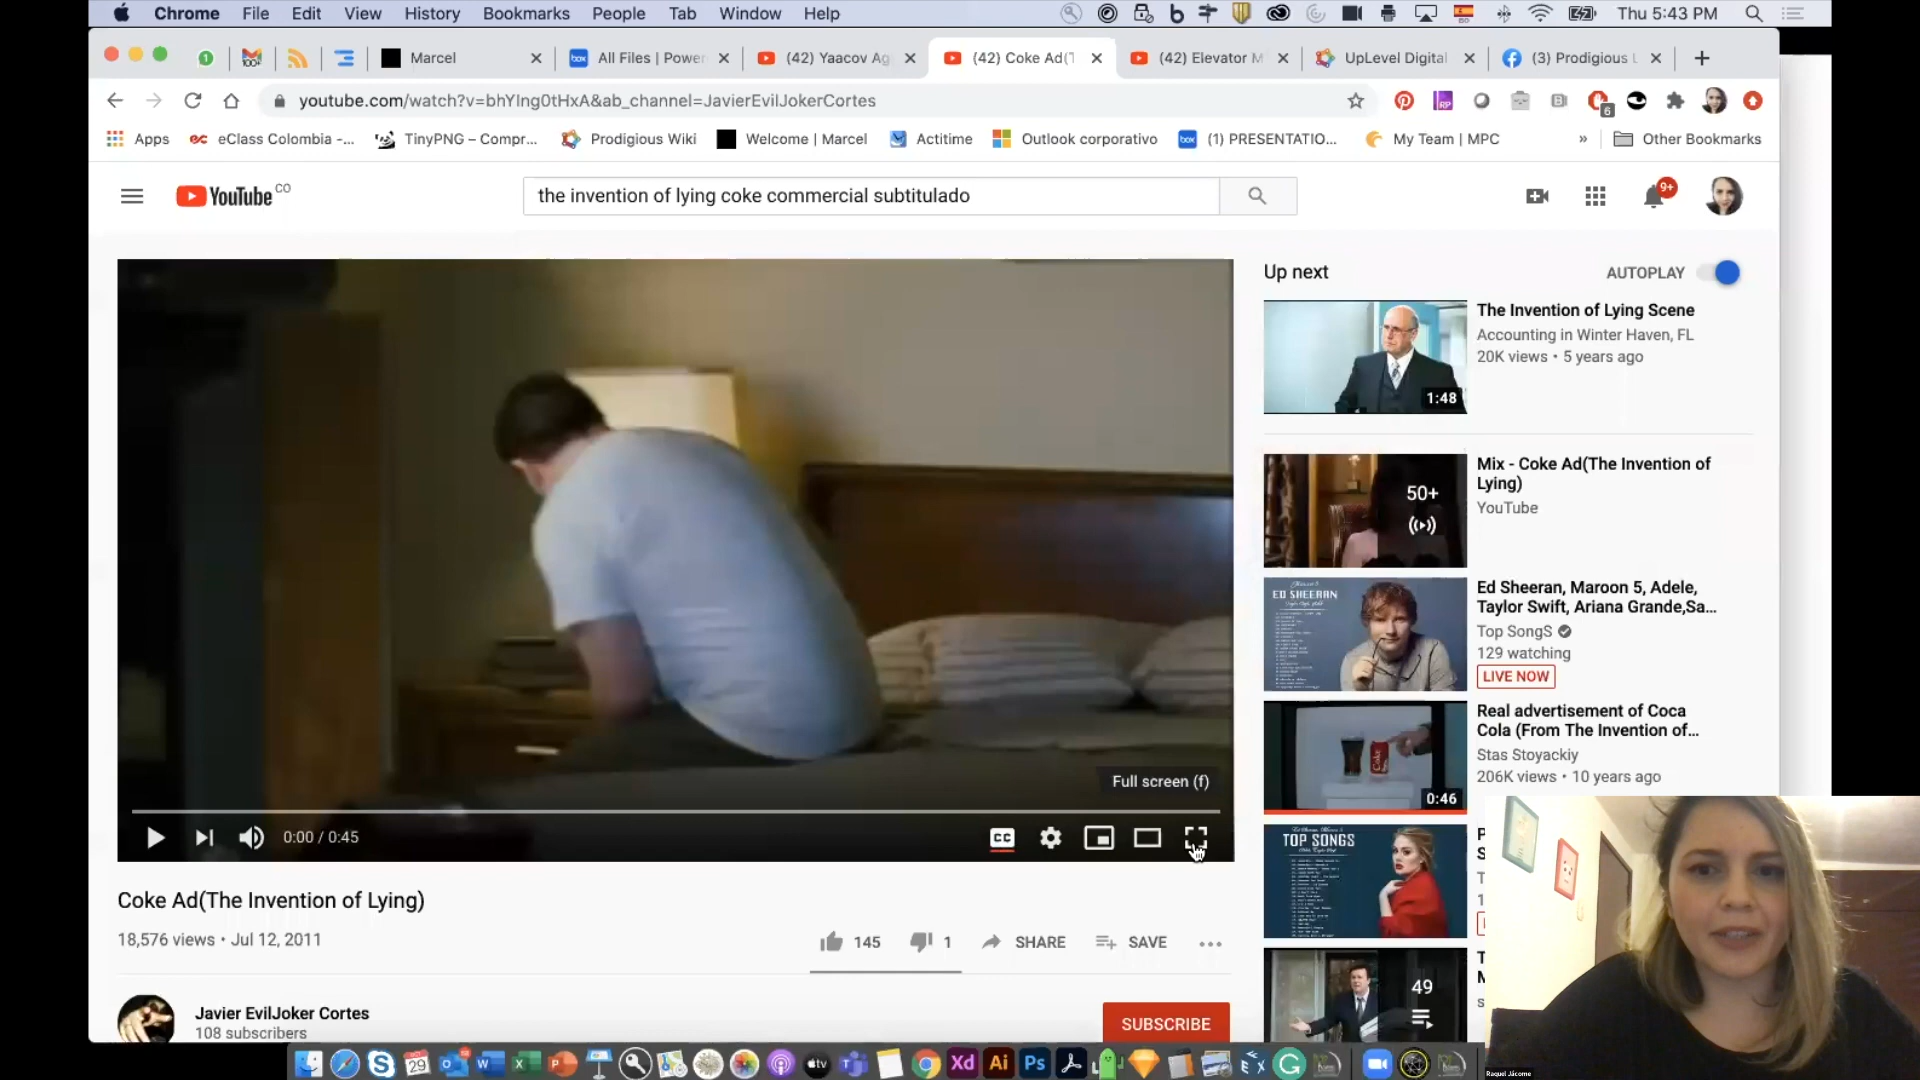 Chrome File Edit View History Bookmarks People Tab Window Help
Thu 5:43 PM
Marcel
All Files | Power
(42) Yaacov Ag
(42) Coke Ad(T
(42) Elevator M
UpLevel Digital
(3) Prodigious L
youtube.com/watch?v=bhYIng0tHxA&ab_channel=JavierEvilJokerCortes
Apps
eClass Colombia -...
TinyPNG – Compr...
Prodigious Wiki
Welcome | Marcel
Actitime
Outlook corporativo
(1) PRESENTATIO...
My Team | MPC
»
Other Bookmarks
YouTube CO
the invention of lying coke commercial subtitulado
9+
Full screen (f)
0:00 / 0:45
CC
Coke Ad(The Invention of Lying)
18,576 views • Jul 12, 2011
145
1
SHARE
SAVE
Javier EvilJoker Cortes
108 subscribers
SUBSCRIBE
Up next
AUTOPLAY
The Invention of Lying Scene
Accounting in Winter Haven, FL
20K views • 5 years ago
1:48
Mix - Coke Ad(The Invention of
Lying)
YouTube
50+
Ed Sheeran, Maroon 5, Adele,
Taylor Swift, Ariana Grande,Sa...
Top SongS
129 watching
LIVE NOW
ED SHEERAN
Real advertisement of Coca
Cola (From The Invention of...
Stas Stoyackiy
206K views • 10 years ago
0:46
TOP SONGS
49
Raquel Jácome